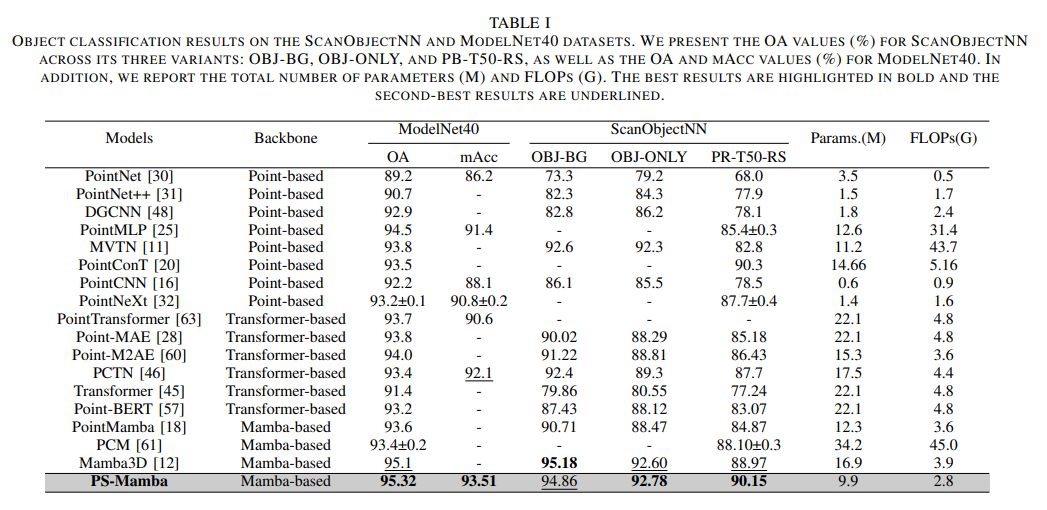 TABLE I
OBJECT CLASSIFICATION RESULTS ON THE SCANOBJECTNN AND MODELNET40 DATASETS. WE PRESENT THE OA VALUES (%) FOR SCANOBJECTNN
ACROSS ITS THREE VARIANTS: OBJ-BG, OBJ-ONLY, AND PB-T50-RS, AS WELL AS THE OA AND MACC VALUES (%) FOR MODELNET40. IN
ADDITION, WE REPORT THE TOTAL NUMBER OF PARAMETERS (M) AND FLOPS (G). THE BEST RESULTS ARE HIGHLIGHTED IN BOLD AND THE
SECOND-BEST RESULTS ARE UNDERLINED.
Models Backbone ModelNet40 ScanObjectNN Params.(M) FLOPs(G)
OA mAcc OBJ-BG OBJ-ONLY PR-T50-RS
PointNet [30] Point-based 89.2 86.2 73.3 79.2 68.0 3.5 0.5
PointNet++ [31] Point-based 90.7 - 82.3 84.3 77.9 1.5 1.7
DGCNN [48] Point-based 92.9 - 82.8 86.2 78.1 1.8 2.4
PointMLP [25] Point-based 94.5 91.4 - - 85.4±0.3 12.6 31.4
MVTN [11] Point-based 93.8 - 92.6 92.3 82.8 11.2 43.7
PointConT [20] Point-based 93.5 - - - 90.3 14.66 5.16
PointCNN [16] Point-based 92.2 88.1 86.1 85.5 78.5 0.6 0.9
PointNeXt [32] Point-based 93.2±0.1 90.8±0.2 - - 87.7±0.4 1.4 1.6
PointTransformer [63] Transformer-based 93.7 90.6 - - - 22.1 4.8
Point-MAE [28] Transformer-based 93.8 - 90.02 88.29 85.18 22.1 4.8
Point-M2AE [60] Transformer-based 94.0 - 91.22 88.81 86.43 15.3 3.6
PCTN [46] Transformer-based 93.4 92.1 92.4 89.3 87.7 17.5 4.4
Transformer [45] Transformer-based 91.4 - 79.86 80.55 77.24 22.1 4.8
Point-BERT [57] Transformer-based 93.2 - 87.43 88.12 83.07 22.1 4.8
PointMamba [18] Mamba-based 93.6 - 90.71 88.47 84.87 12.3 3.6
PCM [61] Mamba-based 93.4±0.2 - - - 88.10±0.3 34.2 45.0
Mamba3D [12] Mamba-based 95.1 - 95.18 92.60 88.97 16.9 3.9
PS-Mamba Mamba-based 95.32 93.51 94.86 92.78 90.15 9.9 2.8